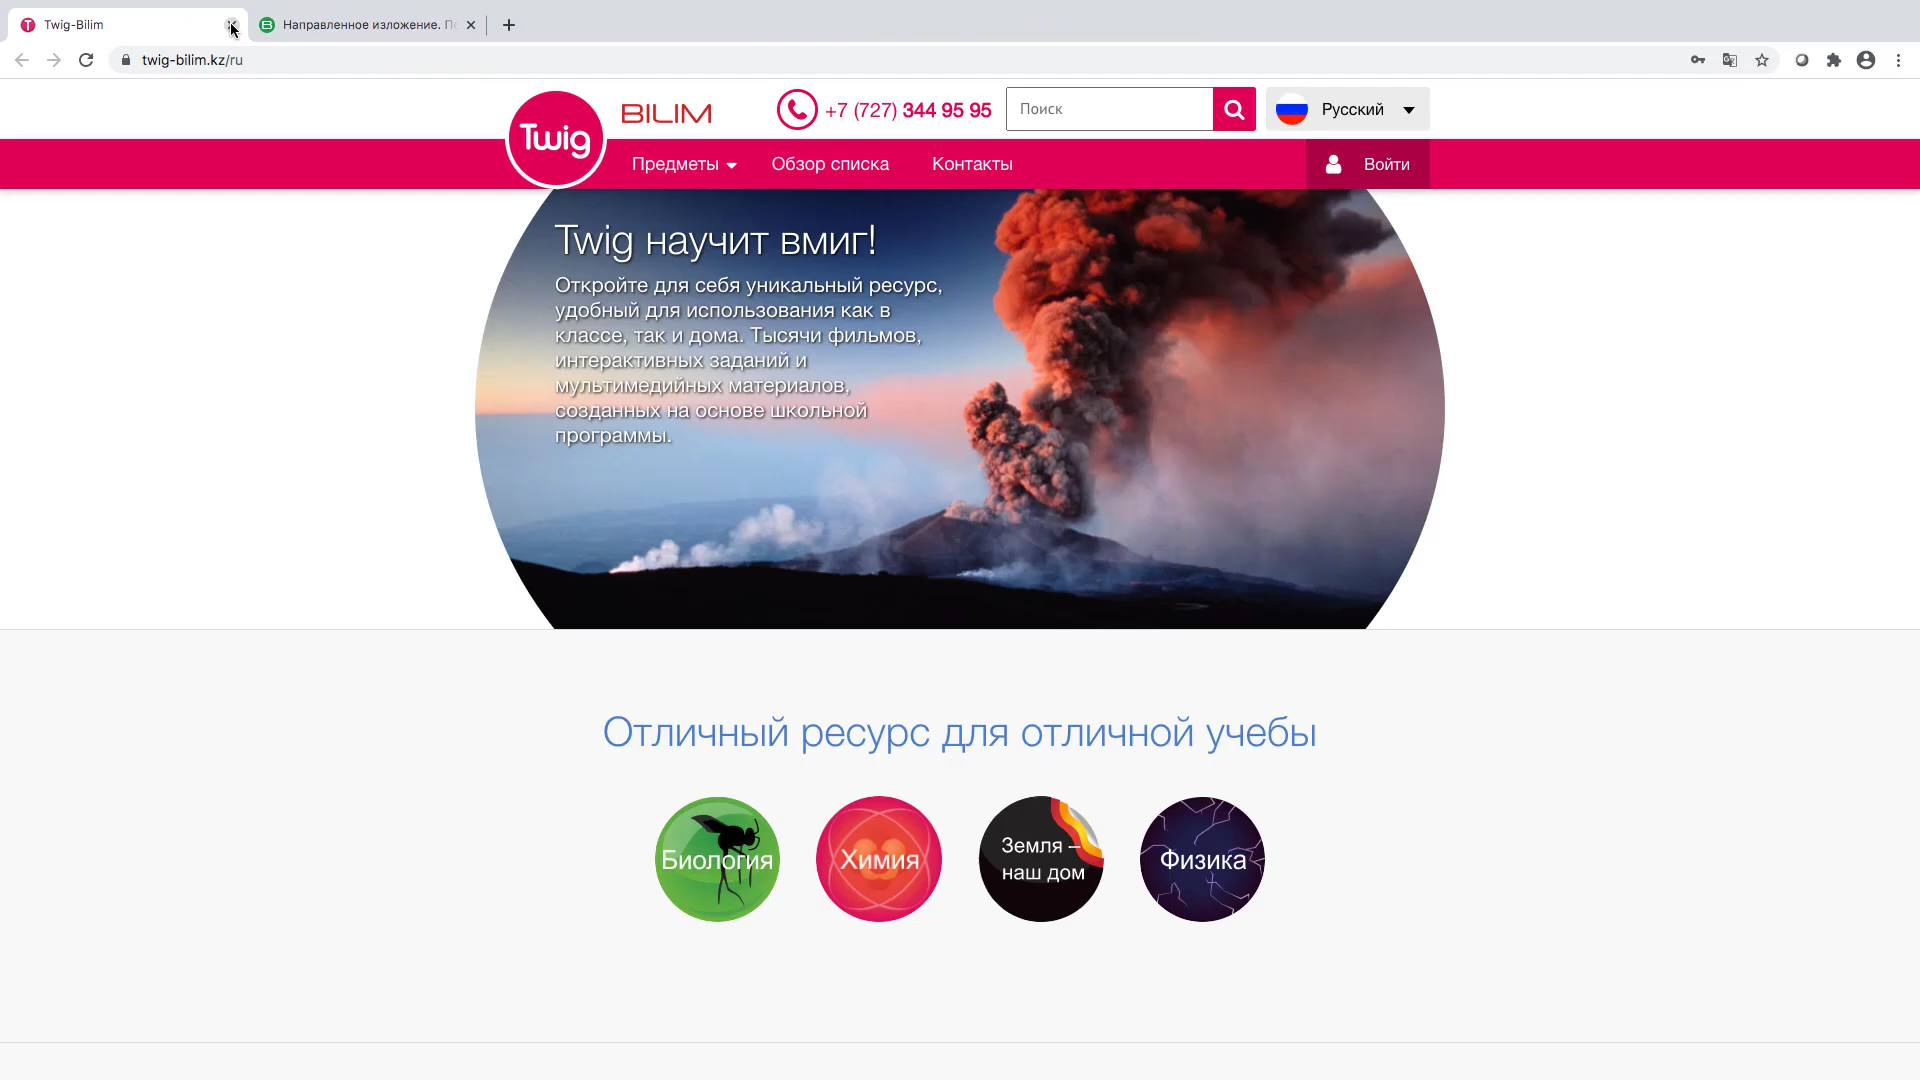 Twig-Bilim
Направленное изложение.
twig-bilim.kz/ru
Twig
BILIM
+7 (727) 344 95 95
Поиск
Русский
Предметы
Обзор списка
Контакты
Войти
Twig научит вмиг!
Откройте для себя уникальный ресурс,
удобный для использования как в
классе, так и дома. Тысячи фильмов,
интерактивных заданий и
мультимедийных материалов,
созданных на основе школьной
программы.
Отличный ресурс для отличной учебы
Биология
Химия
Земля –
наш дом
Физика